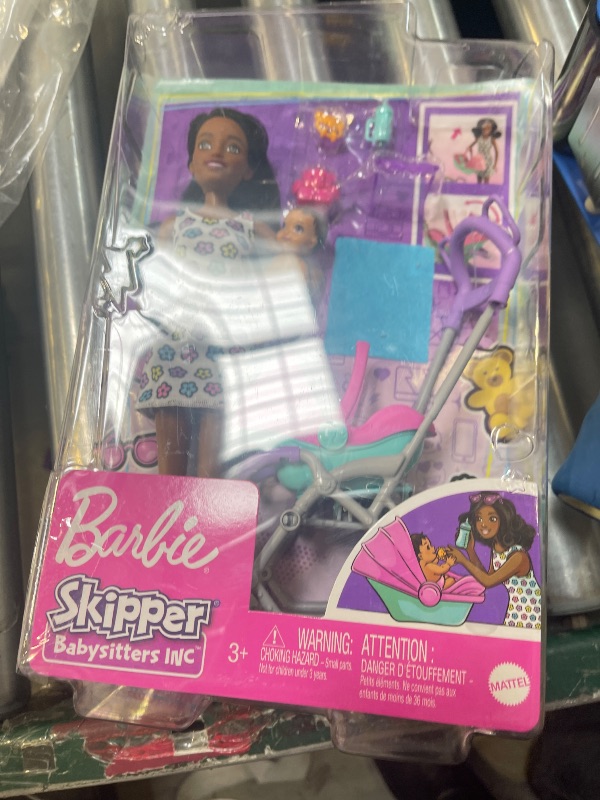 Barbie®
Skipper®
Babysitters INC™
3+
WARNING:
CHOKING HAZARD - Small parts.
Not for children under 3 years.
ATTENTION :
DANGER D'ÉTOUFFEMENT -
Petits éléments. Ne convient pas aux
enfants de moins de 36 mois.
MATTEL